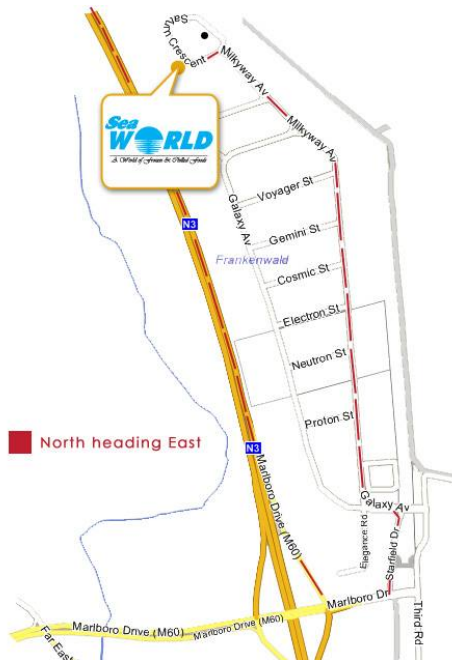 Saturn Crescent
Milkyway Av
Milkyway Av
Sea
WORLD
A World of Frozen & Chilled Foods
Voyager St
Galaxy Av
N3
Gemini St
Frankenwald
Cosmic St
Electron St
Neutron St
Proton St
North heading East
N3
Marlboro Drive (M60)
Galaxy Av
Elegance Rd
Starfield Dr
Marlboro Dr
Third Rd
Marlboro Drive (M60)
Marlboro Drive (M60)
Far East